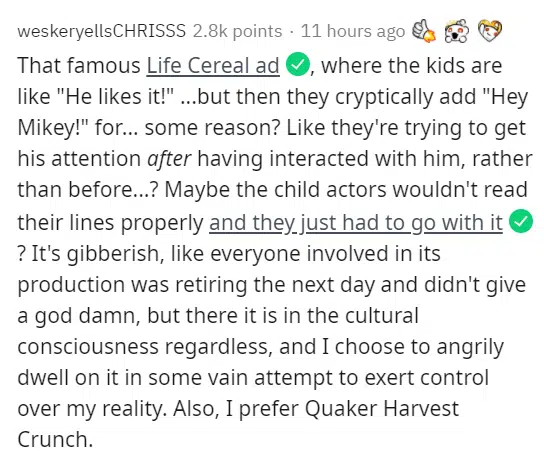 weskeryellsCHRISSS 2.8k points · 11 hours ago
That famous Life Cereal ad, where the kids are
like "He likes it!" ...but then they cryptically add "Hey
Mikey!" for... some reason? Like they're trying to get
his attention after having interacted with him, rather
than before...? Maybe the child actors wouldn't read
their lines properly and they just had to go with it
? It's gibberish, like everyone involved in its
production was retiring the next day and didn't give
a god damn, but there it is in the cultural
consciousness regardless, and I choose to angrily
dwell on it in some vain attempt to exert control
over my reality. Also, I prefer Quaker Harvest
Crunch.